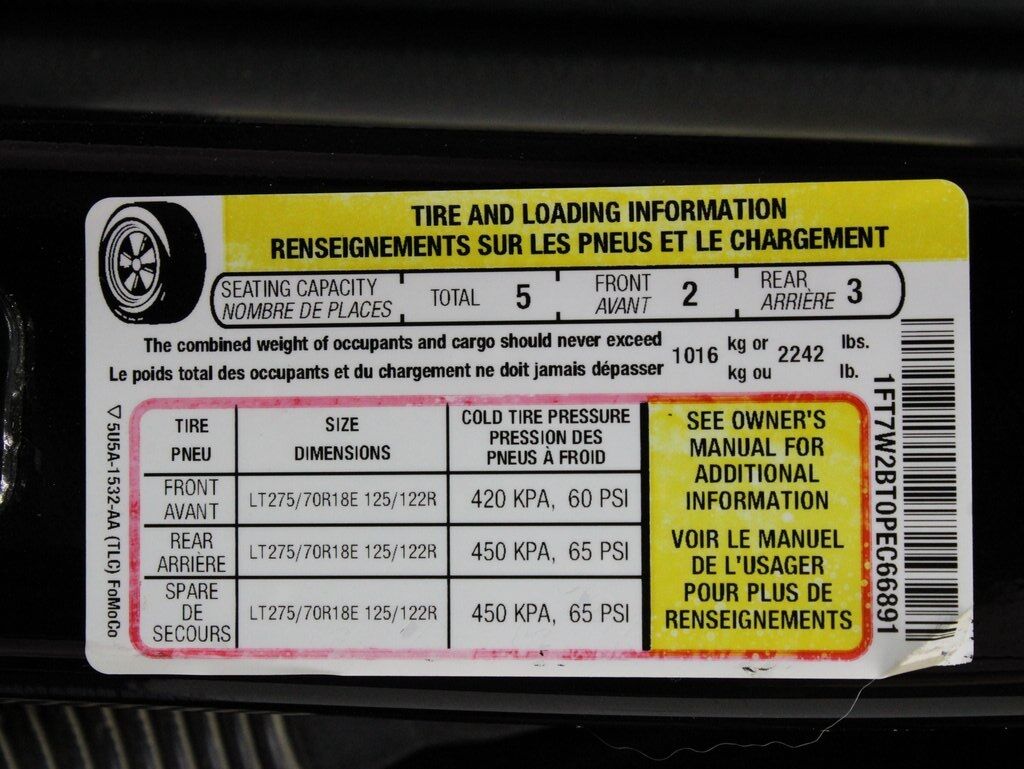 TIRE AND LOADING INFORMATION
RENSEIGNEMENTS SUR LES PNEUS ET LE CHARGEMENT
SEATING CAPACITY TOTAL 5 FRONT 2 REAR 3
NOMBRE DE PLACES AVANT ARRIÈRE
The combined weight of occupants and cargo should never exceed 1016 kg or 2242 lbs.
Le poids total des occupants et du chargement ne doit jamais dépasser kg ou lb.
TIRE SIZE COLD TIRE PRESSURE
PNEU DIMENSIONS PRESSION DES
PNEUS À FROID
FRONT
AVANT LT275/70R18E 125/122R 420 KPA, 60 PSI
REAR
ARRIÈRE LT275/70R18E 125/122R 450 KPA, 65 PSI
SPARE
DE
SECOURS LT275/70R18E 125/122R 450 KPA, 65 PSI
SEE OWNER'S
MANUAL FOR
ADDITIONAL
INFORMATION
VOIR LE MANUEL
DE L'USAGER
POUR PLUS DE
RENSEIGNEMENTS
▽5U5A-1532-AA (TLC) FoMoCo
1FT7W2BT0PEC66891